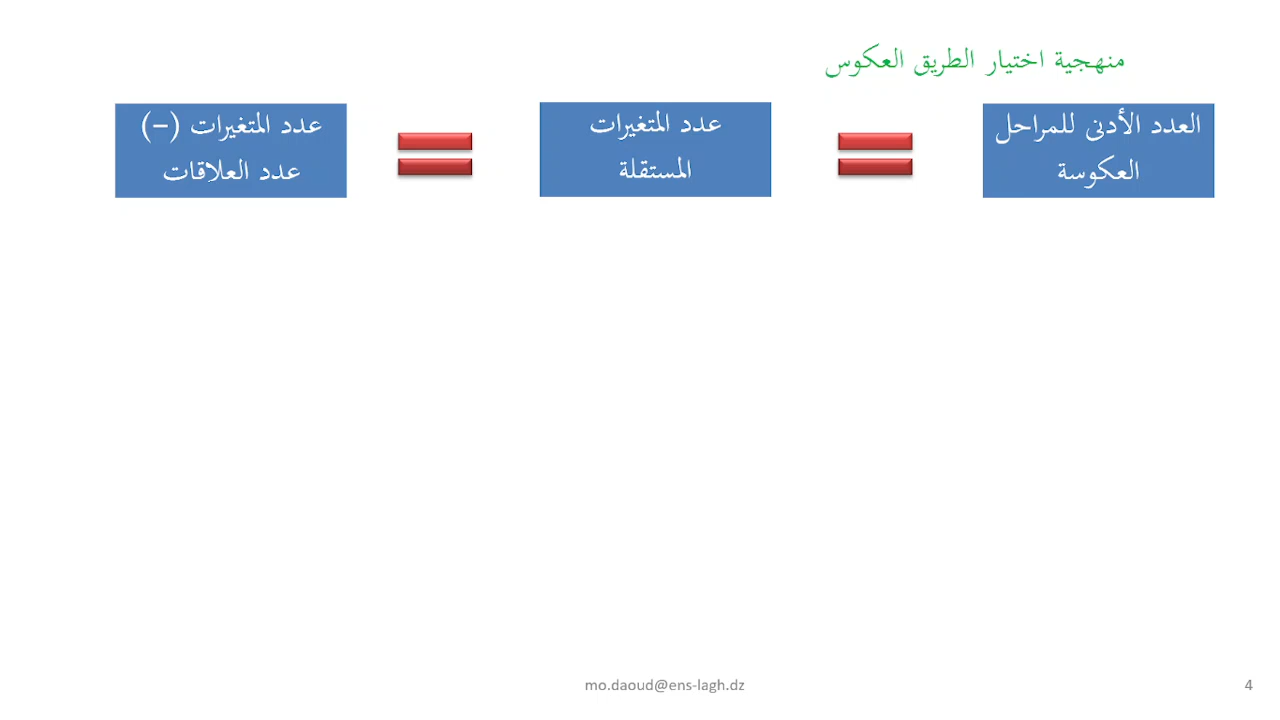 منهجية اختيار الطريق العكوس
العدد الأدنى للمراحل
العكوسة
عدد المتغيرات
المستقلة
عدد المتغيرات (-)
عدد العلاقات
mo.daoud@ens-lagh.dz
4